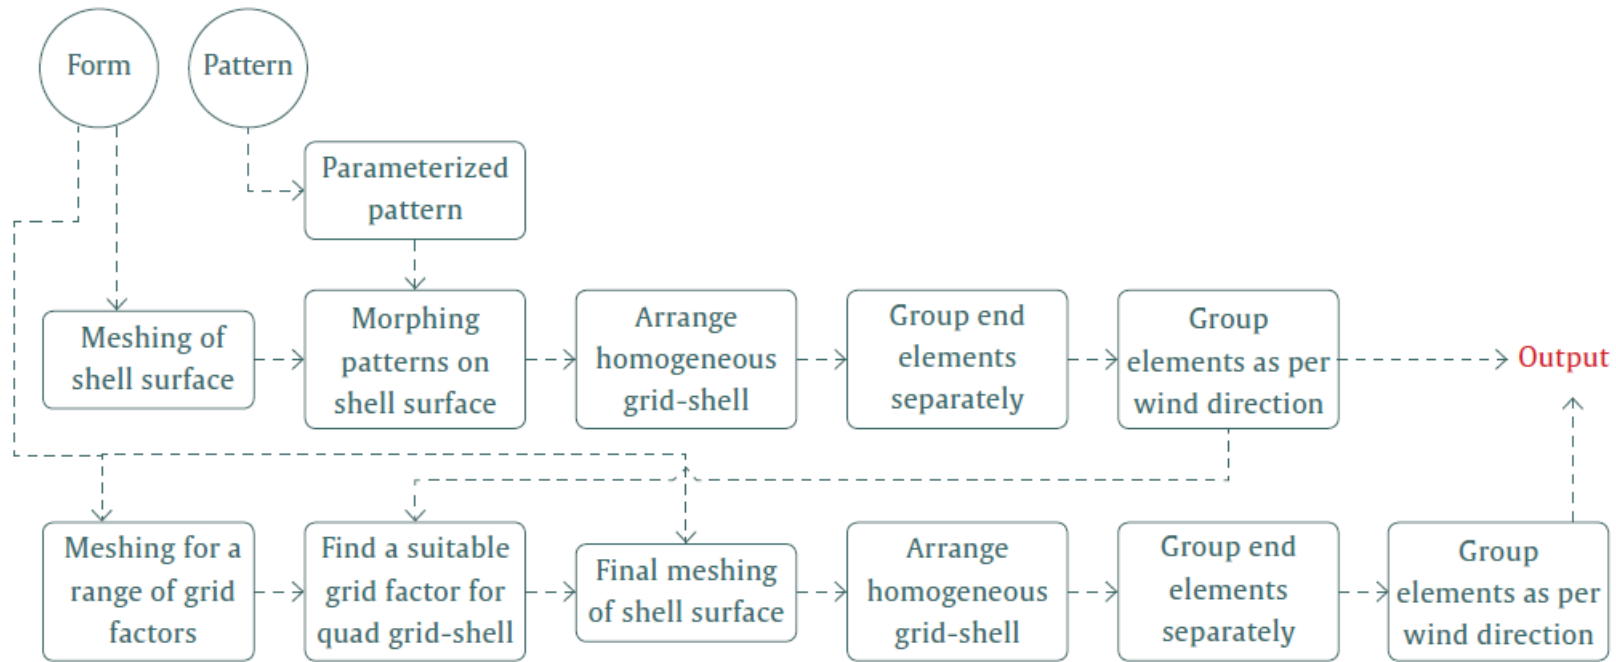 Form
Pattern
Parameterized
pattern
Meshing of
shell surface
Morphing
patterns on
shell surface
Arrange
homogeneous
grid-shell
Group end
elements
separately
Group
elements as per
wind direction
Output
Meshing for a
range of grid
factors
Find a suitable
grid factor for
quad grid-shell
Final meshing
of shell surface
Arrange
homogeneous
grid-shell
Group end
elements
separately
Group
elements as per
wind direction